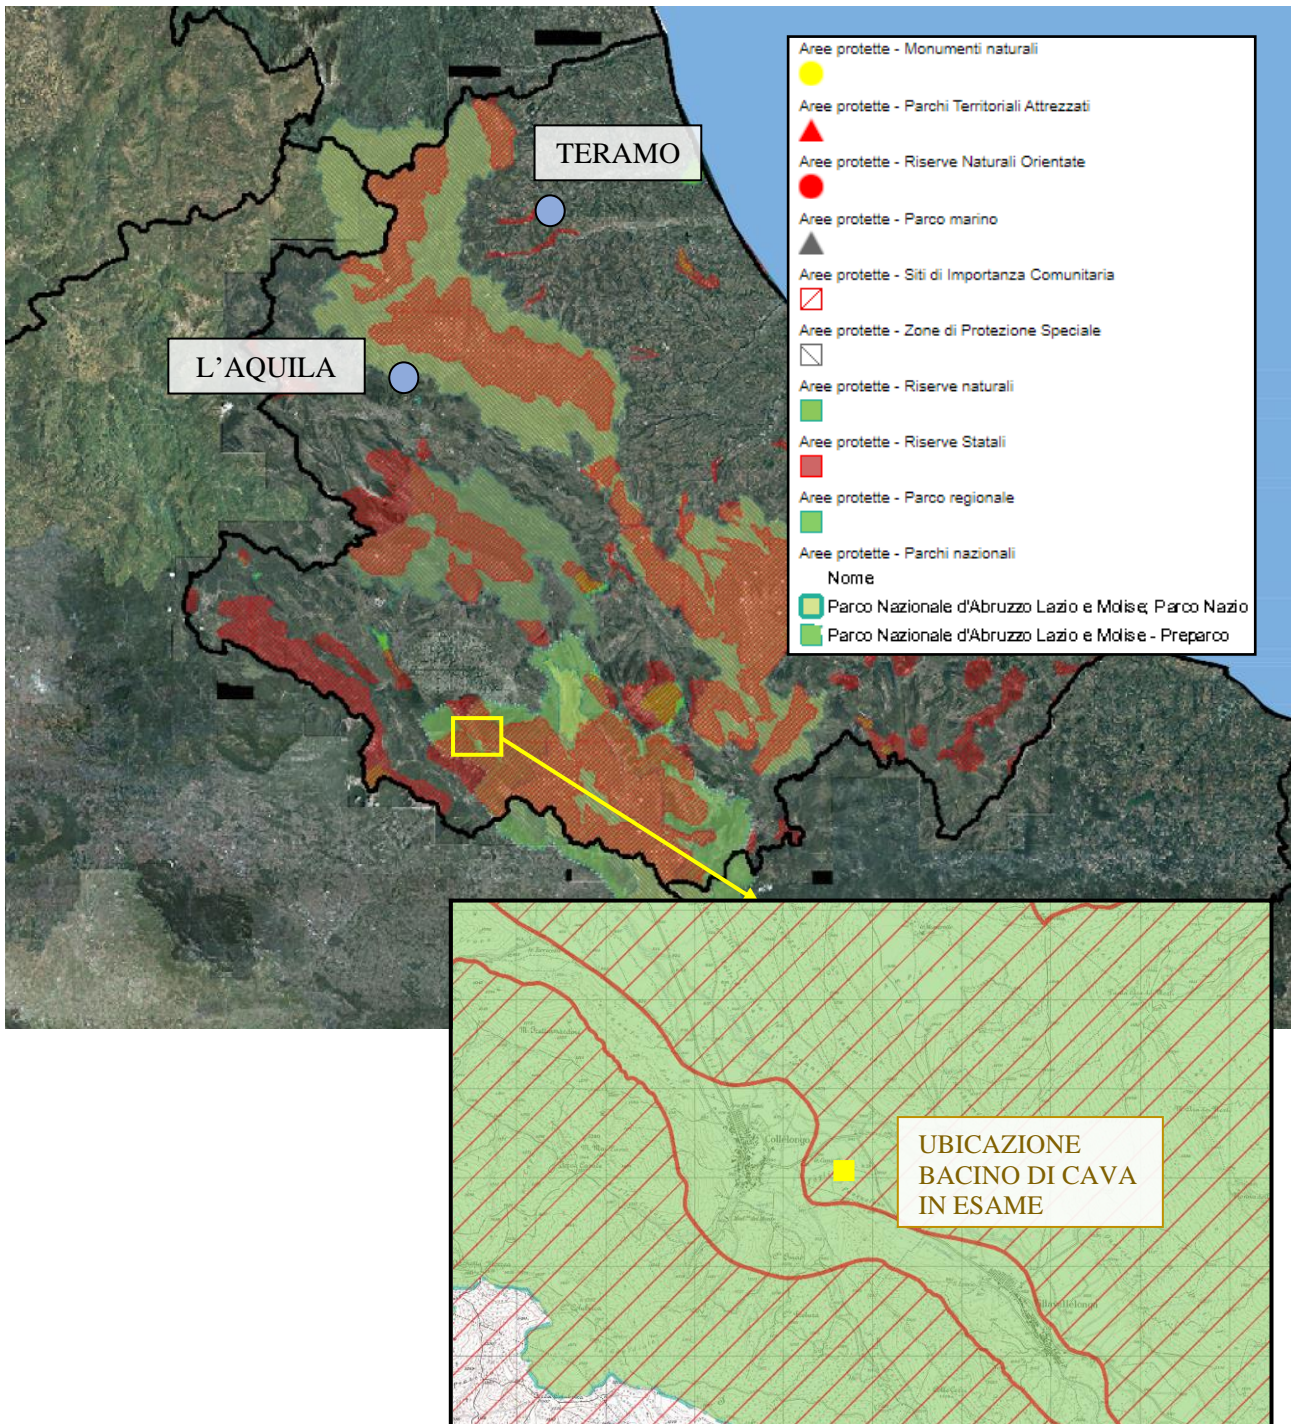 TERAMO
L'AQUILA
Aree protette - Monumenti naturali
Aree protette - Parchi Territoriali Attrezzati
Aree protette - Riserve Naturali Orientate
Aree protette - Parco marino
Aree protette - Siti di Importanza Comunitaria
Aree protette - Zone di Protezione Speciale
Aree protette - Riserve naturali
Aree protette - Riserve Statali
Aree protette - Parco regionale
Aree protette - Parchi nazionali
Nome
Parco Nazionale d'Abruzzo Lazio e Molise; Parco Nazio
Parco Nazionale d'Abruzzo Lazio e Molise - Preparco
Collelongo
UBICAZIONE
BACINO DI CAVA
IN ESAME